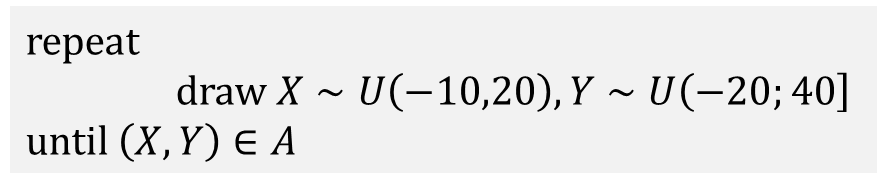 repeat
draw X ~ U(−10,20), Y ~ U(−20; 40]
until (X, Y) ∈ A